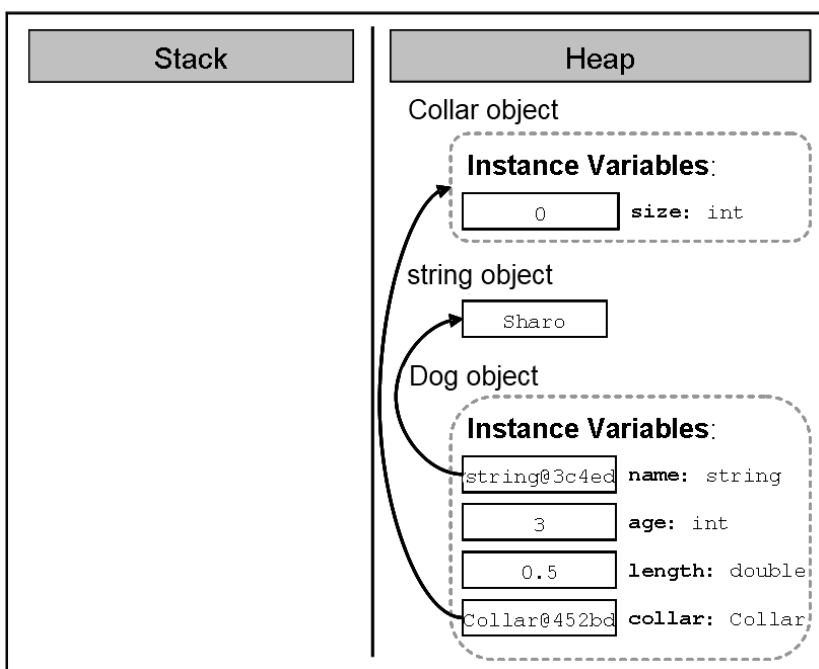 Stack
Heap
Collar object
Instance Variables:
0 size: int
string object
Sharo
Dog object
Instance Variables:
string@3c4ed name: string
3 age: int
0.5 length: double
Collar@452bd collar: Collar